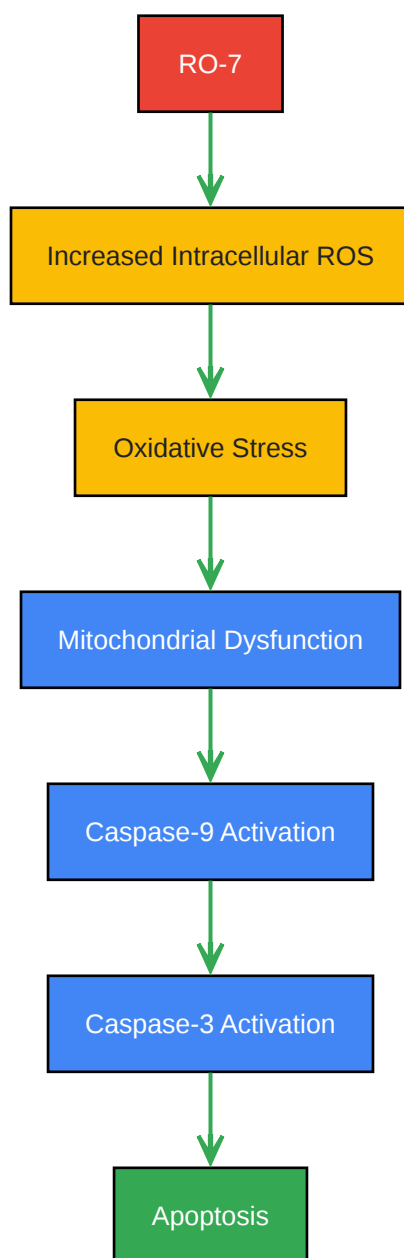 RO-7
Increased Intracellular ROS
Oxidative Stress
Mitochondrial Dysfunction
Caspase-9 Activation
Caspase-3 Activation
Apoptosis